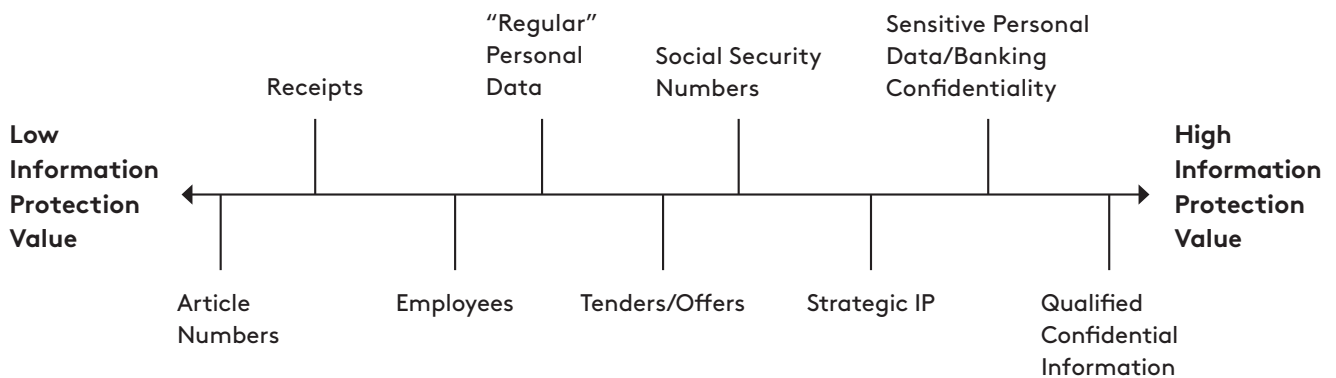 “Regular”
Personal
Data
Sensitive Personal
Data/Banking
Confidentiality
Social Security
Numbers
Receipts
Low
Information
Protection
Value
High
Information
Protection
Value
Article
Numbers
Employees
Tenders/Offers
Strategic IP
Qualified
Confidential
Information